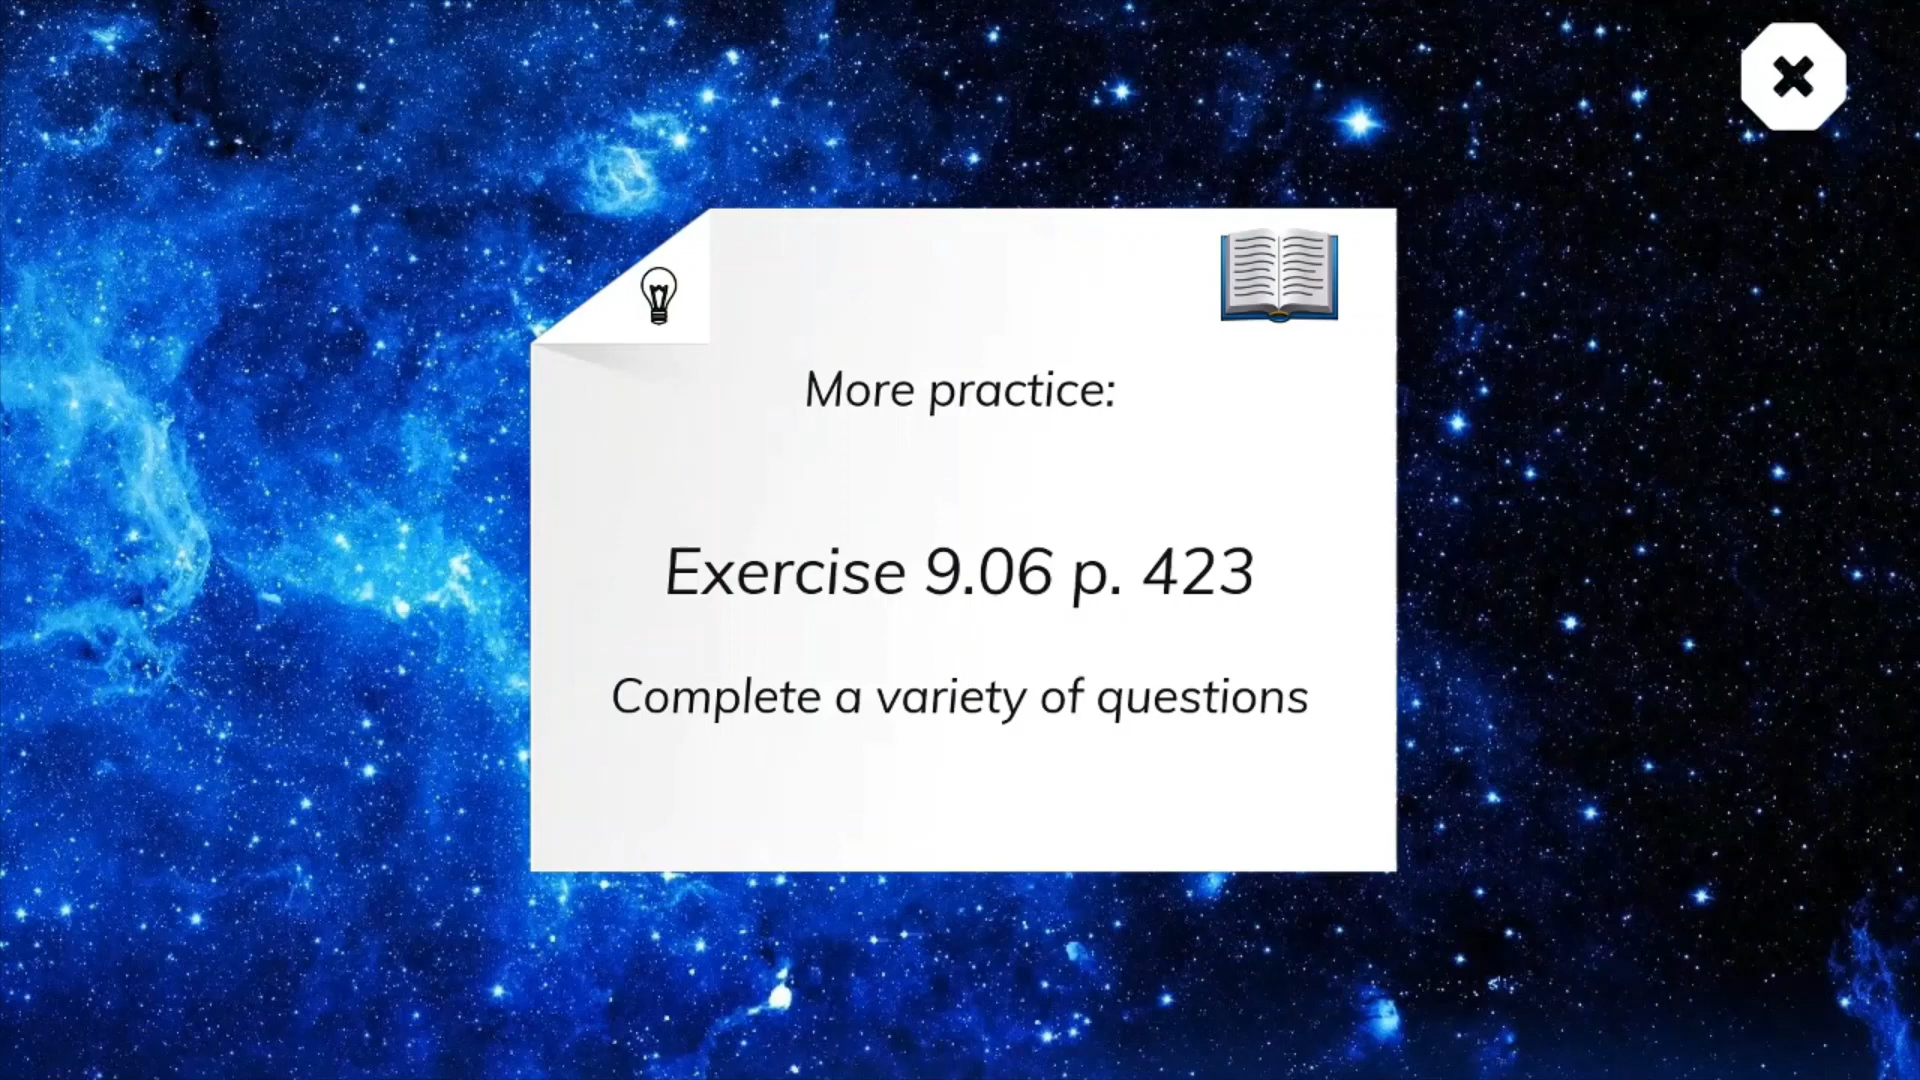 More practice:
Exercise 9.06 p. 423
Complete a variety of questions